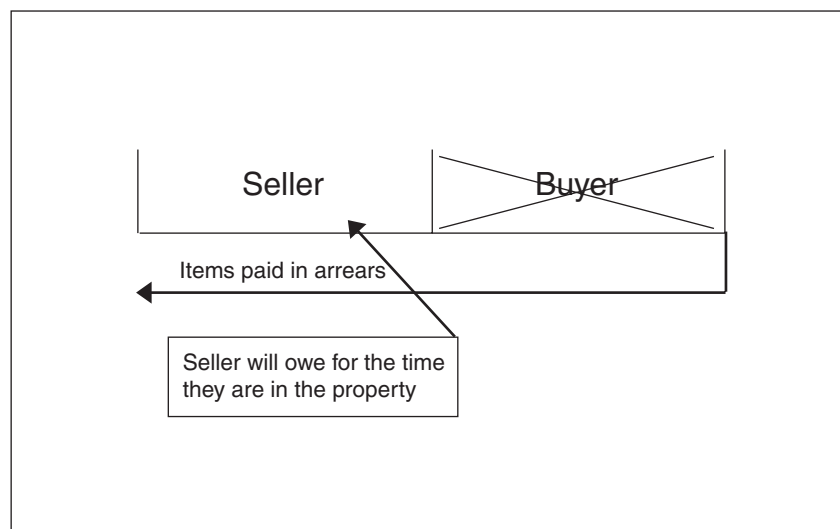 Seller
Buyer
Items paid in arrears
Seller will owe for the time
they are in the property